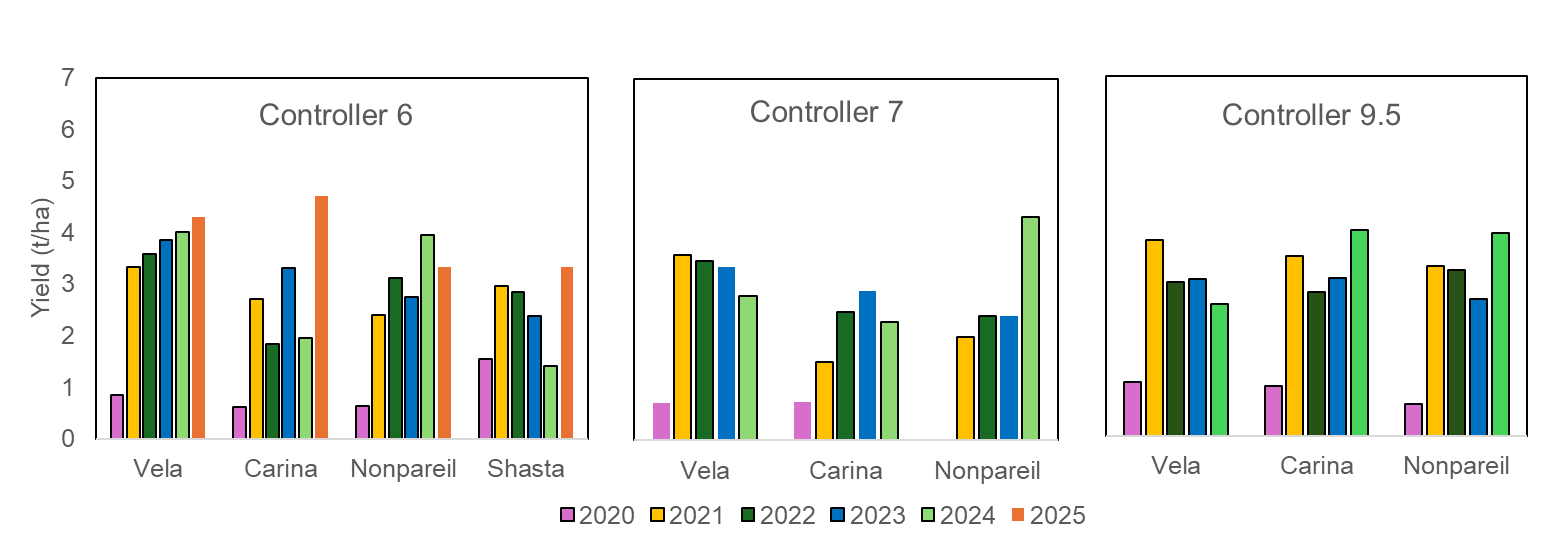 Controller 6
Controller 7
Controller 9.5
Yield (t/ha)
7
6
5
4
3
2
1
0
Vela Carina Nonpareil Shasta
Vela Carina Nonpareil
Vela Carina Nonpareil
2020 2021 2022 2023 2024 2025